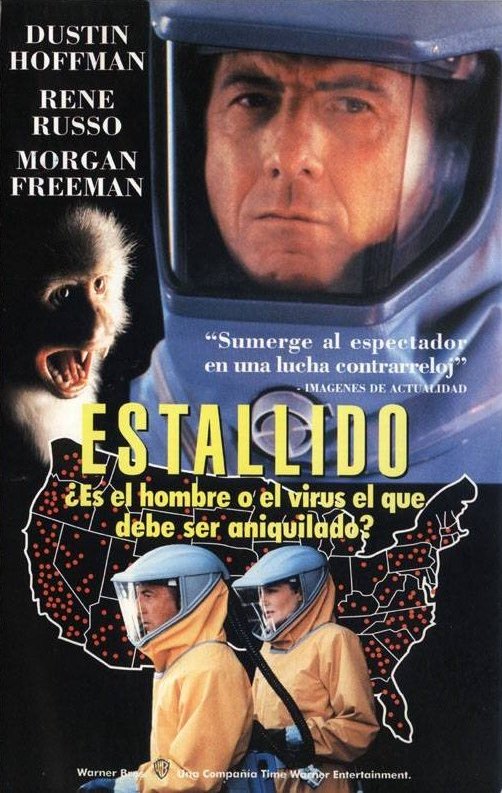 DUSTIN
HOFFMAN
RENE
RUSSO
MORGAN
FREEMAN
“Sumerge al espectador
en una lucha contrarreloj”
- IMAGENES DE ACTUALIDAD
ESTALLIDO
¿Es el hombre o el virus el que
debe ser aniquilado?
Warner Bros. WB Una Compañía Time Warner Entertainment.